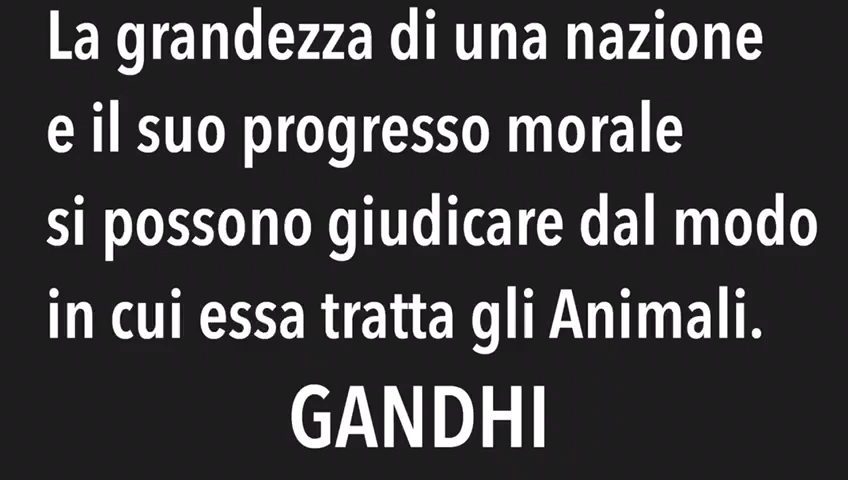 La grandezza di una nazione
e il suo progresso morale
si possono giudicare dal modo
in cui essa tratta gli Animali.
GANDHI